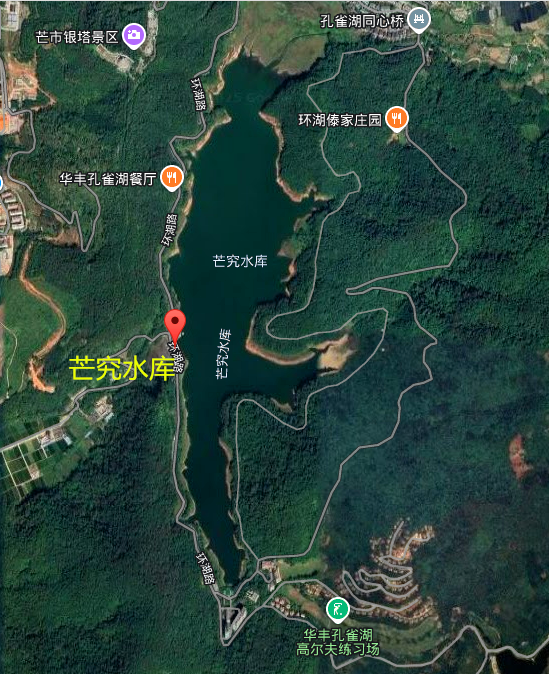 孔雀湖同心桥
芒市银塔景区
环湖路
环湖傣家庄园
华丰孔雀湖餐厅
环湖路
芒究水库
芒究水库
环湖路
芒究水库
环湖路
华丰孔雀湖
高尔夫练习场